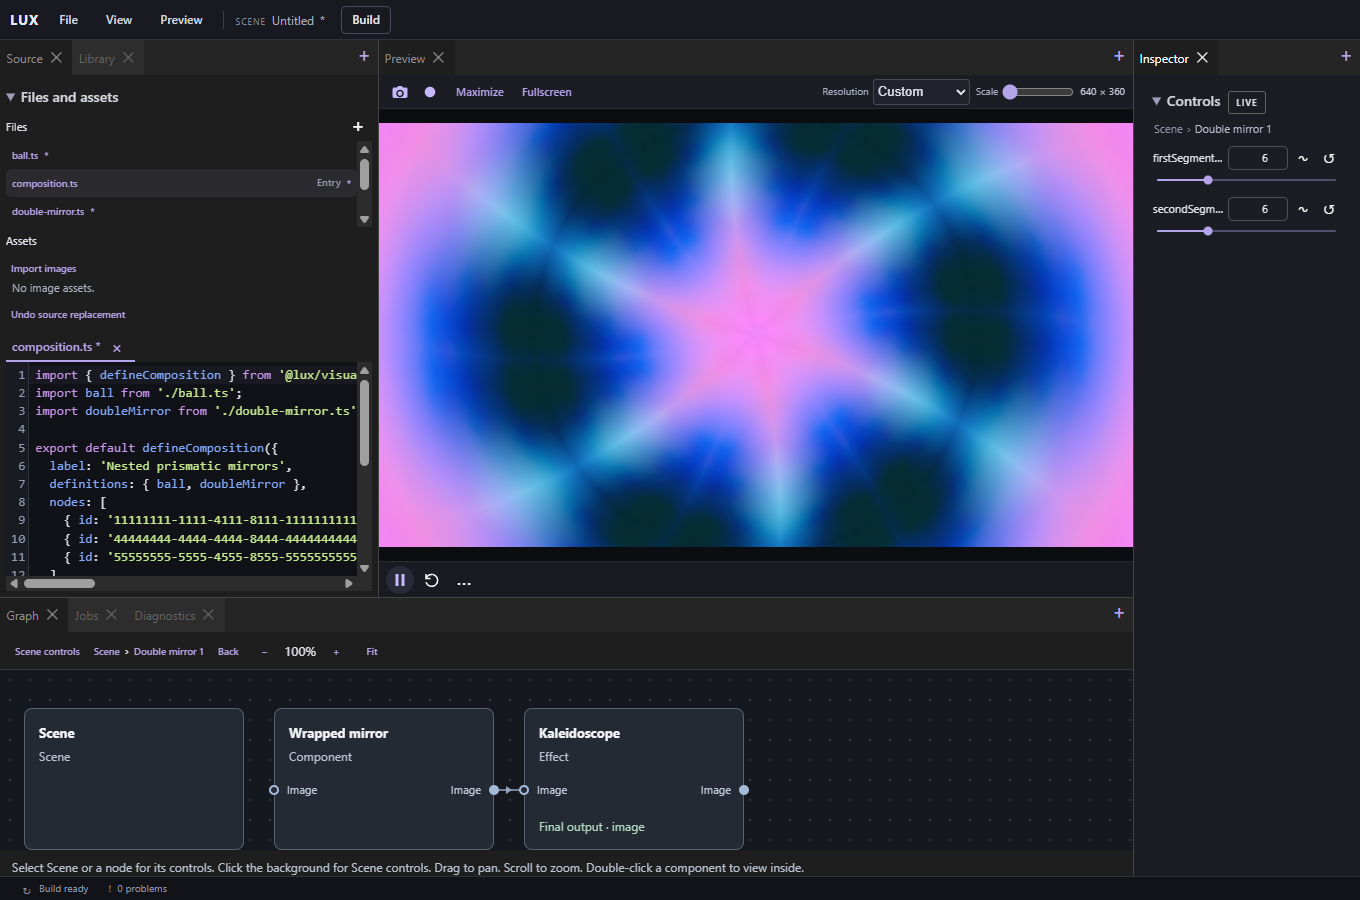 LUX File View Preview SCENE Untitled * Build
Source Library +
Files and assets
Files +
ball.ts *
composition.ts Entry *
double-mirror.ts *
Assets
Import images
No image assets.
Undo source replacement
composition.ts *
1 import { defineComposition } from '@lux/visua
2 import ball from './ball.ts';
3 import doubleMirror from './double-mirror.ts'
4
5 export default defineComposition({
6 label: 'Nested prismatic mirrors',
7 definitions: { ball, doubleMirror },
8 nodes: [
9 { id: '11111111-1111-4111-8111-1111111111
10 { id: '44444444-4444-4444-8444-4444444444
11 { id: '55555555-5555-4555-8555-5555555555
12 ]
Preview +
Maximize Fullscreen Resolution Custom Scale 640 × 360
...
Inspector +
Controls LIVE
Scene › Double mirror 1
firstSegment... 6
secondSegm... 6
Graph Jobs Diagnostics +
Scene controls Scene › Double mirror 1 Back − 100% + Fit
Scene
Scene
Wrapped mirror
Component
Image Image
Kaleidoscope
Effect
Image Image
Final output · image
Select Scene or a node for its controls. Click the background for Scene controls. Drag to pan. Scroll to zoom. Double-click a component to view inside.
Build ready ! 0 problems